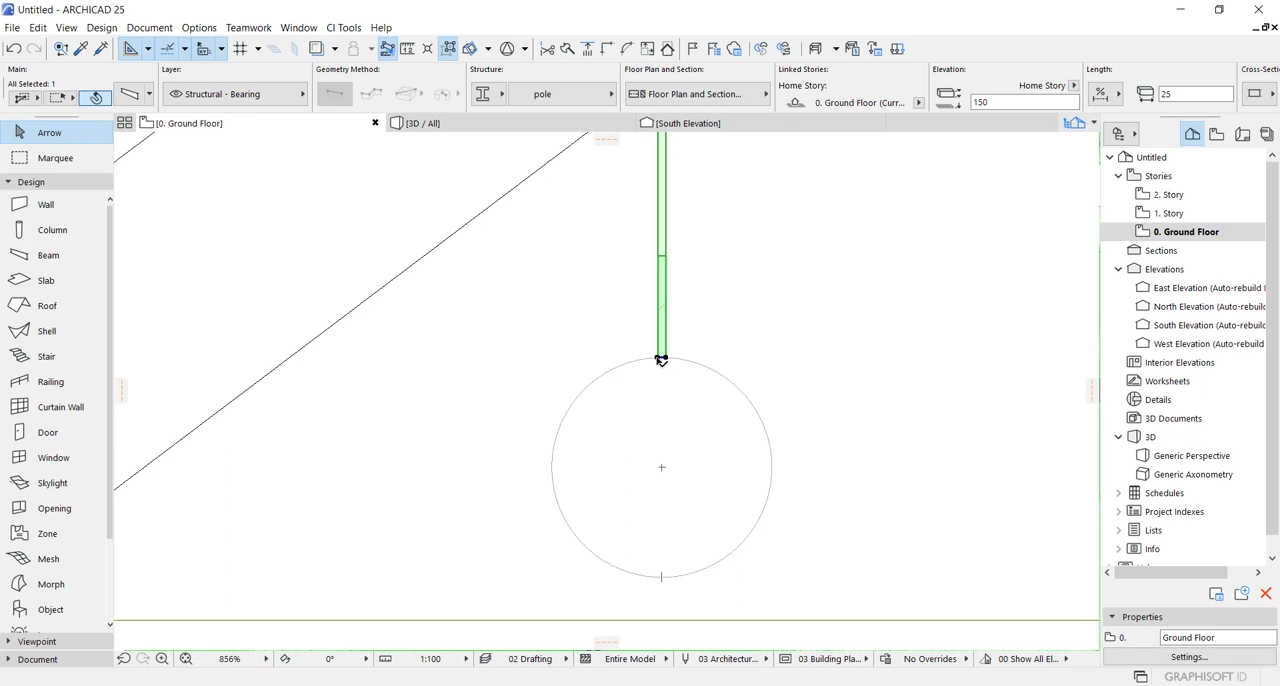 Untitled - ARCHICAD 25
File Edit View Design Document Options Teamwork Window CI Tools Help
Main:
All Selected: 1
Layer:
Structural - Bearing
Geometry Method:
Structure:
pole
Floor Plan and Section:
Floor Plan and Section...
Linked Stories:
Home Story:
0. Ground Floor (Curr...
Elevation:
Home Story
150
Length:
25
Cross-Secti
[0. Ground Floor]
[3D / All]
[South Elevation]
Arrow
Marquee
Design
Wall
Column
Beam
Slab
Roof
Shell
Stair
Railing
Curtain Wall
Door
Window
Skylight
Opening
Zone
Mesh
Morph
Object
Viewpoint
Document
Untitled
Stories
2. Story
1. Story
0. Ground Floor
Sections
Elevations
East Elevation (Auto-rebuild
North Elevation (Auto-rebuild
South Elevation (Auto-rebuild
West Elevation (Auto-rebuild
Interior Elevations
Worksheets
Details
3D Documents
3D
Generic Perspective
Generic Axonometry
Schedules
Project Indexes
Lists
Info
Properties
0.
Ground Floor
Settings...
856%
0°
1:100
02 Drafting
Entire Model
03 Architectur...
03 Building Pla...
No Overrides
00 Show All El...
GRAPHISOFT ID